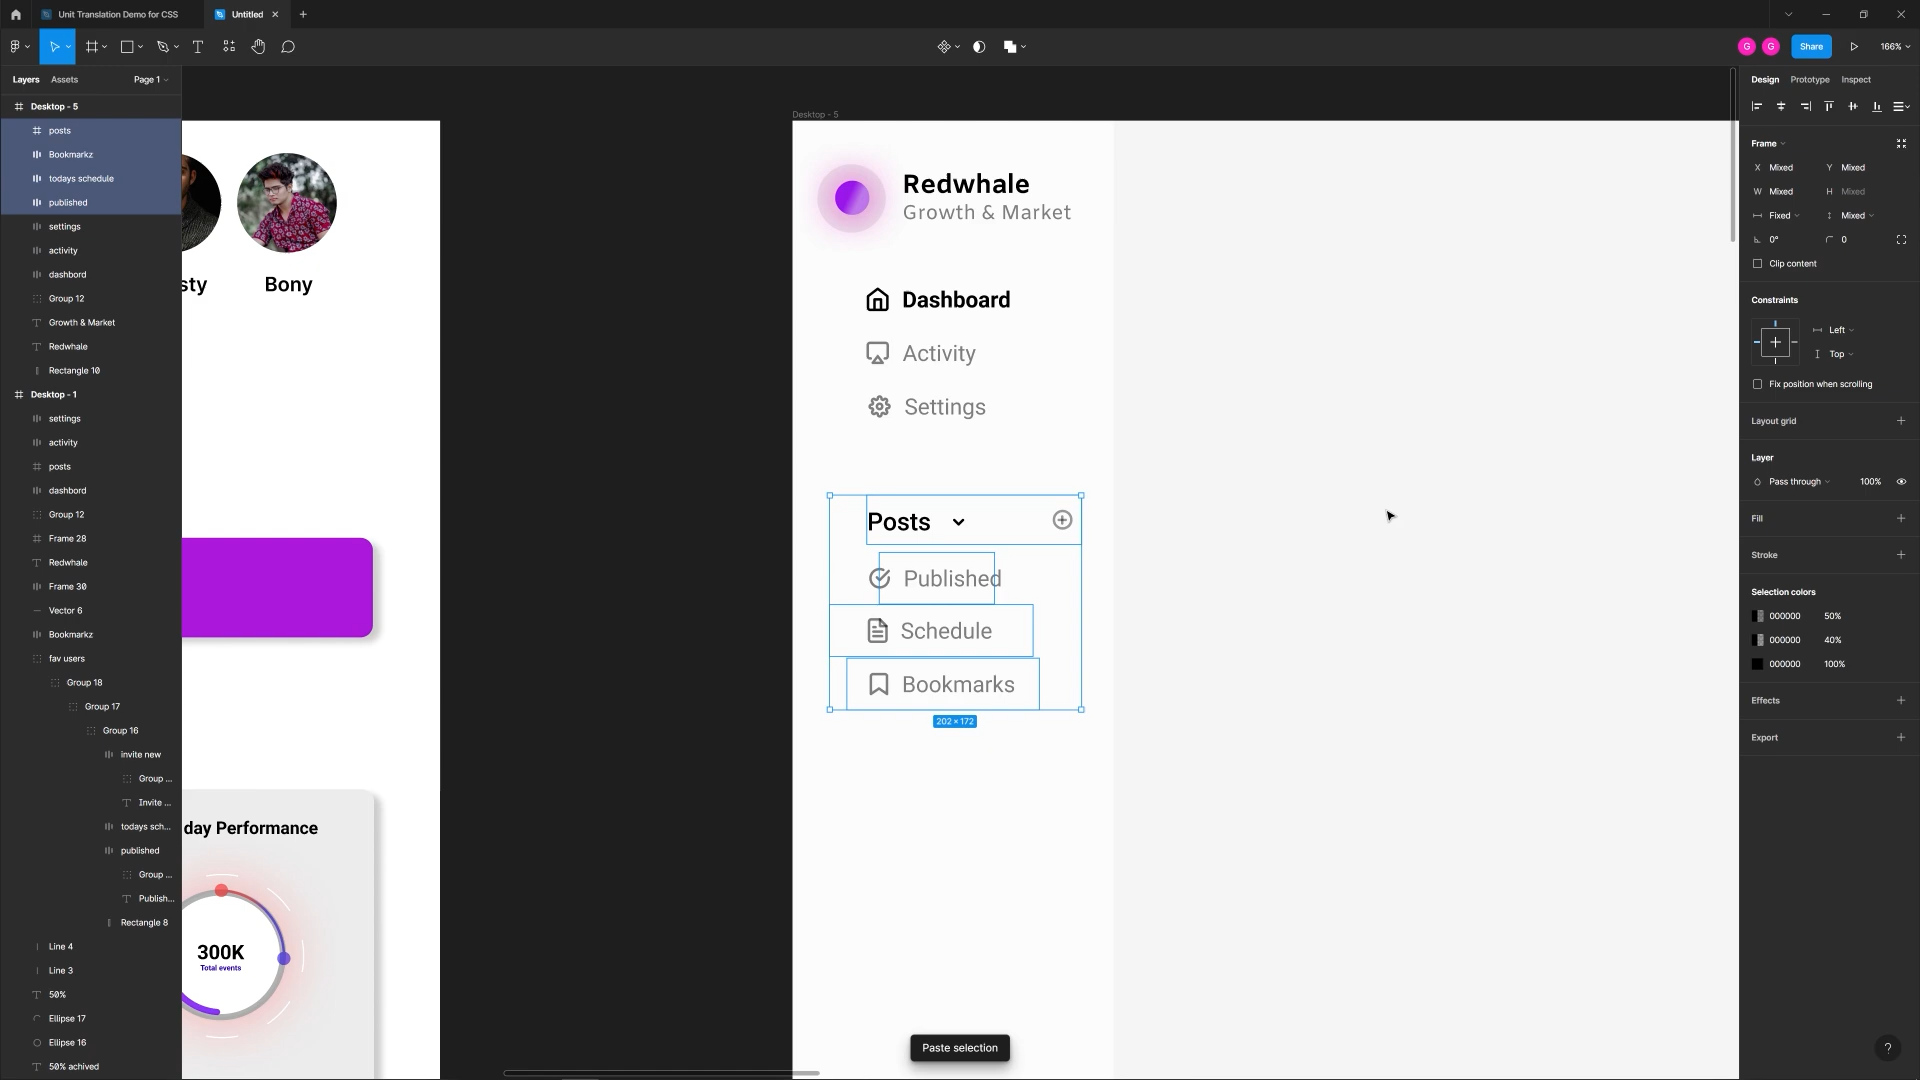 Unit Translation Demo for CSS
Untitled
G
G
Share
166%
Layers
Assets
Page 1
Desktop - 5
posts
Bookmarkz
todays schedule
published
settings
activity
dashbord
Group 12
Growth & Market
Redwhale
Rectangle 10
Desktop - 1
settings
activity
posts
dashbord
Group 12
Frame 28
Redwhale
Frame 30
Vector 6
Bookmarkz
fav users
Group 18
Group 17
Group 16
invite new
Group ...
Invite ...
todays sch...
published
Group ...
Publish...
Rectangle 8
Line 4
Line 3
50%
Ellipse 17
Ellipse 16
50% achived
sty
Bony
day Performance
300K
Total events
Desktop - 5
Redwhale
Growth & Market
Dashboard
Activity
Settings
Posts
Published
Schedule
Bookmarks
202 × 172
Paste selection
Design
Prototype
Inspect
Frame
X Mixed
Y Mixed
W Mixed
H Mixed
Fixed
Mixed
0°
0
Clip content
Constraints
Left
Top
Fix position when scrolling
Layout grid
Layer
Pass through
100%
Fill
Stroke
Selection colors
000000 50%
000000 40%
000000 100%
Effects
Export
?